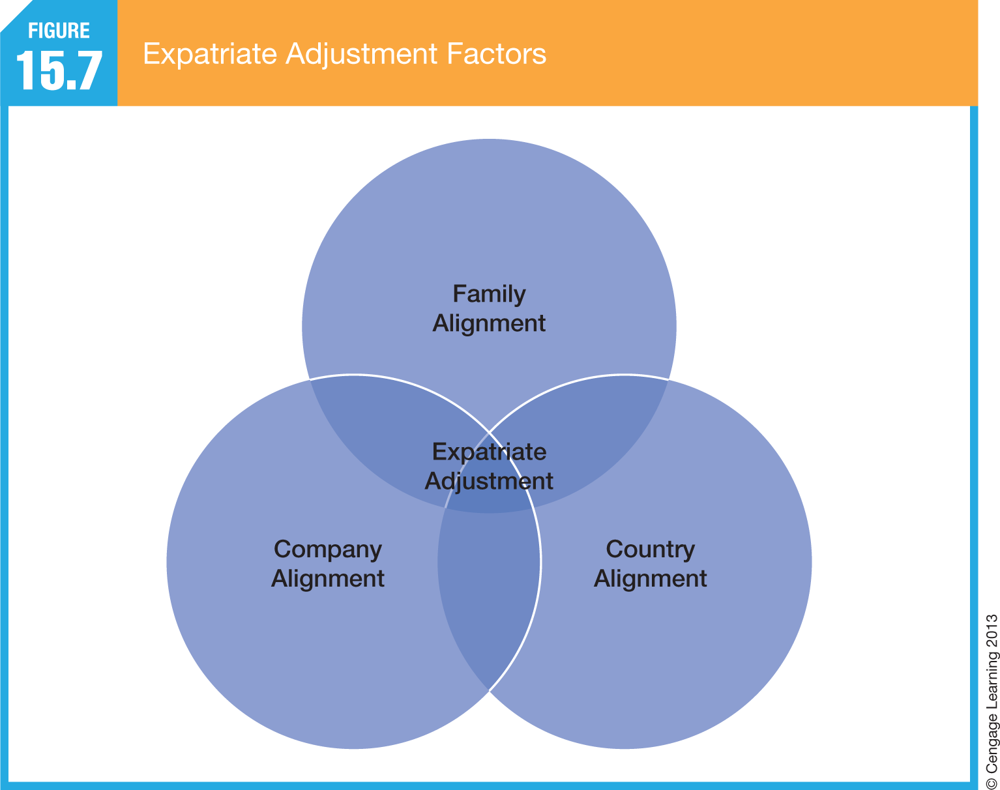 FIGURE
15.7
Expatriate Adjustment Factors
Family
Alignment
Expatriate
Adjustment
Company
Alignment
Country
Alignment
© Cengage Learning 2013